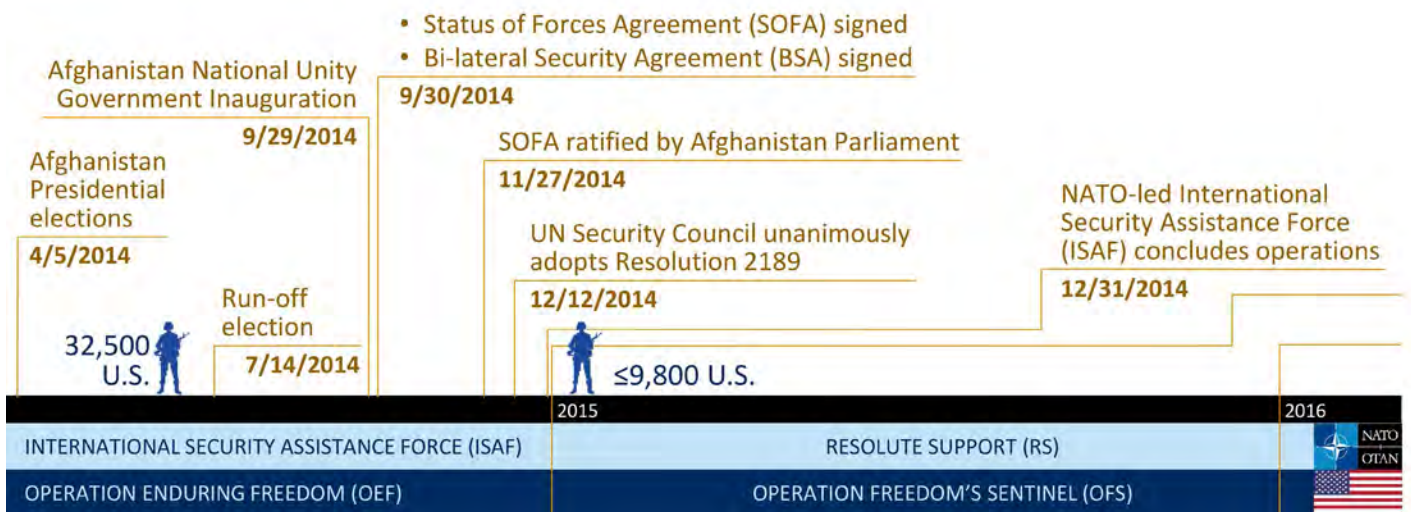 • Status of Forces Agreement (SOFA) signed
• Bi-lateral Security Agreement (BSA) signed
9/30/2014
Afghanistan National Unity
Government Inauguration
9/29/2014
SOFA ratified by Afghanistan Parliament
11/27/2014
Afghanistan
Presidential
elections
4/5/2014
NATO-led International
Security Assistance Force
(ISAF) concludes operations
12/31/2014
UN Security Council unanimously
adopts Resolution 2189
12/12/2014
Run-off
election
7/14/2014
32,500
U.S.
≤9,800 U.S.
2015
2016
INTERNATIONAL SECURITY ASSISTANCE FORCE (ISAF)
RESOLUTE SUPPORT (RS)
NATO
OTAN
OPERATION ENDURING FREEDOM (OEF)
OPERATION FREEDOM'S SENTINEL (OFS)